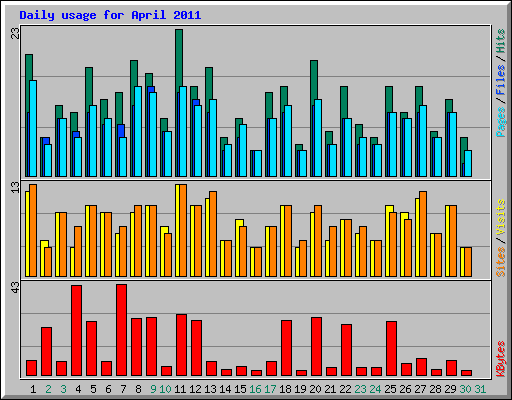 Daily usage for April 2011
23
Pages / Files / Hits
13
Sites / Visits
43
KBytes
1 2 3 4 5 6 7 8 9 10 11 12 13 14 15 16 17 18 19 20 21 22 23 24 25 26 27 28 29 30 31